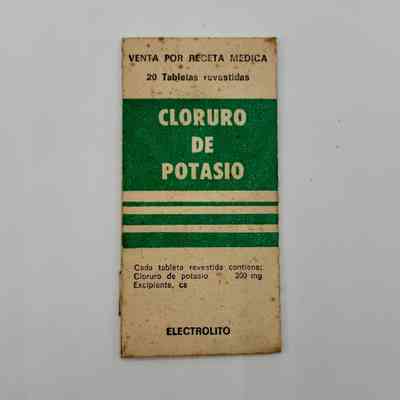 VENTA POR RECETA MEDICA
20 Tabletas revestidas
CLORURO
DE
POTASIO
Cada tableta revestida contiene:
Cloruro de potasio 200 mg
Excipiente, cs
ELECTROLITO